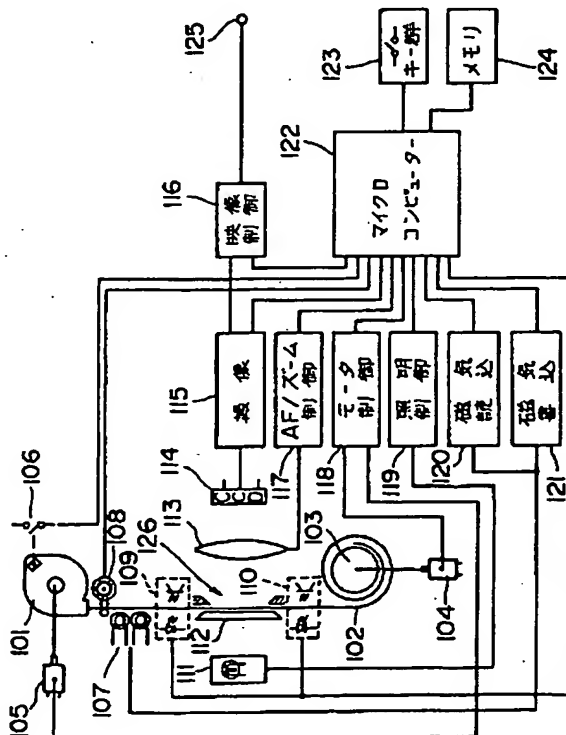 105
101
106
107
108
111
109
112
126
110
102
103
113
104
CCD
114
磁気
読込
120
磁気
書込
121
照明
制御
119
モータ
制御
118
AF/ズーム
制御
117
撮像
115
映像
制御
116
マイクロ
コンピューター
122
メモリ
124
キー群
123
125